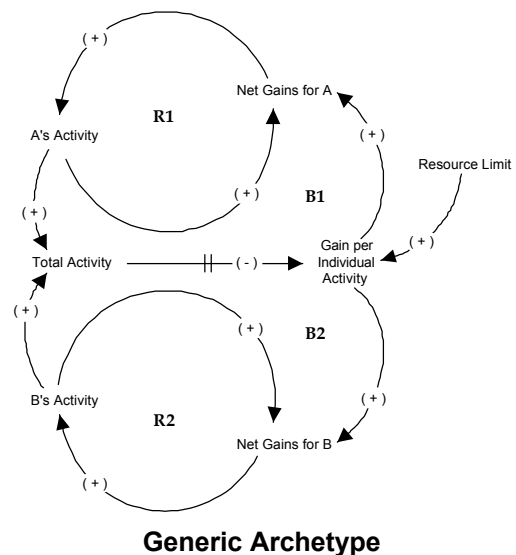 ( + )
Net Gains for A
R1
A's Activity
( + )
( + )
Resource Limit
B1
( + )
( + )
Total Activity
( - )
Gain per
Individual
Activity
( + )
( + )
B2
B's Activity
R2
( + )
Net Gains for B
( + )
Generic Archetype